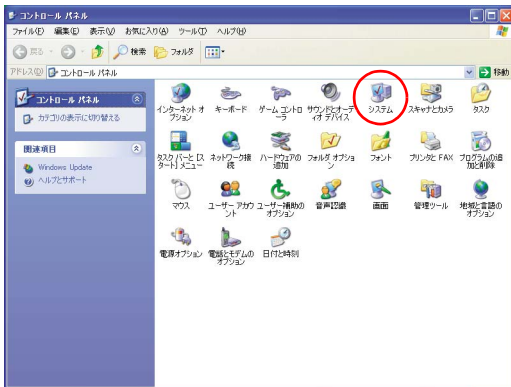 コントロール パネル
ファイル(F) 編集(E) 表示(V) お気に入り(A) ツール(T) ヘルプ(H)
戻る 検索 フォルダ
アドレス(D) コントロール パネル 移動
コントロール パネル
カテゴリの表示に切り替える
関連項目
Windows Update
ヘルプとサポート
インターネット オ
プション
キーボード
ゲーム コントロ
ーラ
サウンドとオーデ
ィオ デバイス
システム
スキャナとカメラ
タスク
タスク バーと [ス
タート] メニュー
ネットワーク接
続
ハードウェアの
追加
フォルダ オプショ
ン
フォント
プリンタと FAX
プログラムの追
加と削除
マウス
ユーザー アカウ
ント
ユーザー補助の
オプション
音声認識
画面
管理ツール
地域と言語の
オプション
電源オプション
電話とモデムの
オプション
日付と時刻